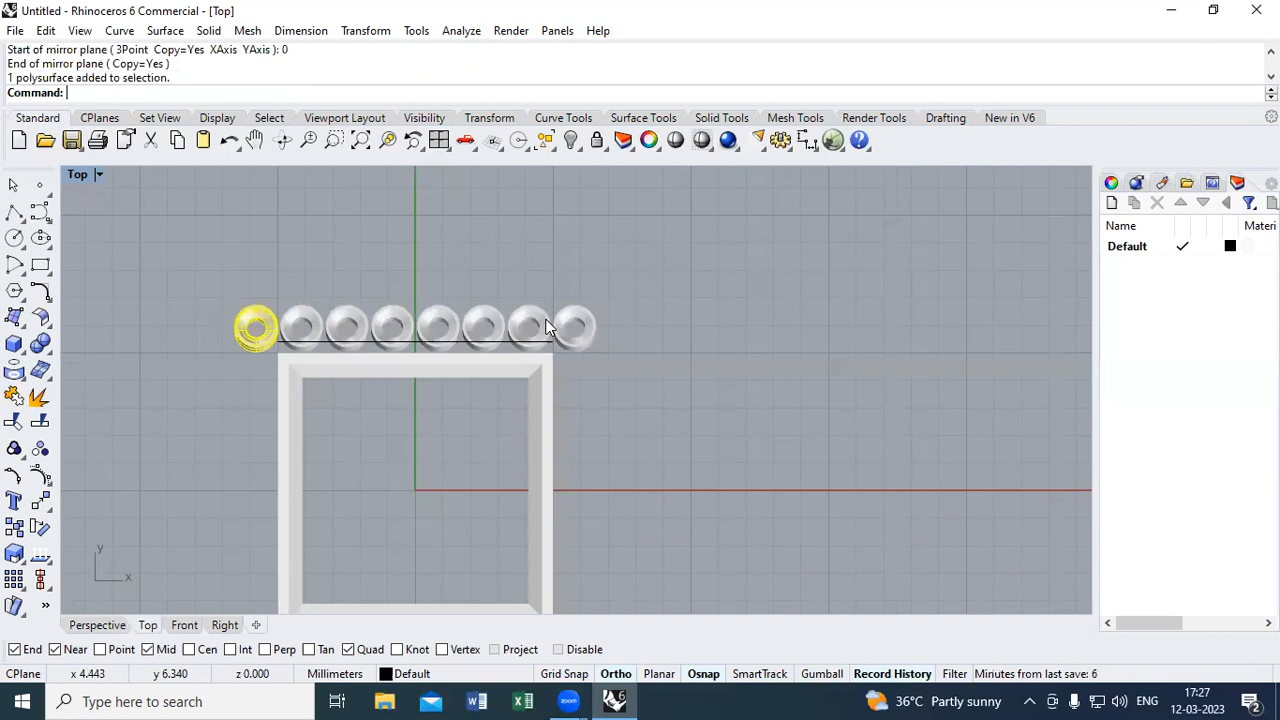 Untitled - Rhinoceros 6 Commercial - [Top]
File Edit View Curve Surface Solid Mesh Dimension Transform Tools Analyze Render Panels Help
Start of mirror plane ( 3Point  Copy=Yes  XAxis  YAxis ): 0
End of mirror plane ( Copy=Yes )
1 polysurface added to selection.
Command:
Standard CPlanes Set View Display Select Viewport Layout Visibility Transform Curve Tools Surface Tools Solid Tools Mesh Tools Render Tools Drafting New in V6
Top
Name Materi
Default
y
x
Perspective Top Front Right
End Near Point Mid Cen Int Perp Tan Quad Knot Vertex Project Disable
CPlane x 4.443 y 6.340 z 0.000 Millimeters Default Grid Snap Ortho Planar Osnap SmartTrack Gumball Record History Filter Minutes from last save: 6
Type here to search
36°C Partly sunny
ENG
17:27
12-03-2023
2